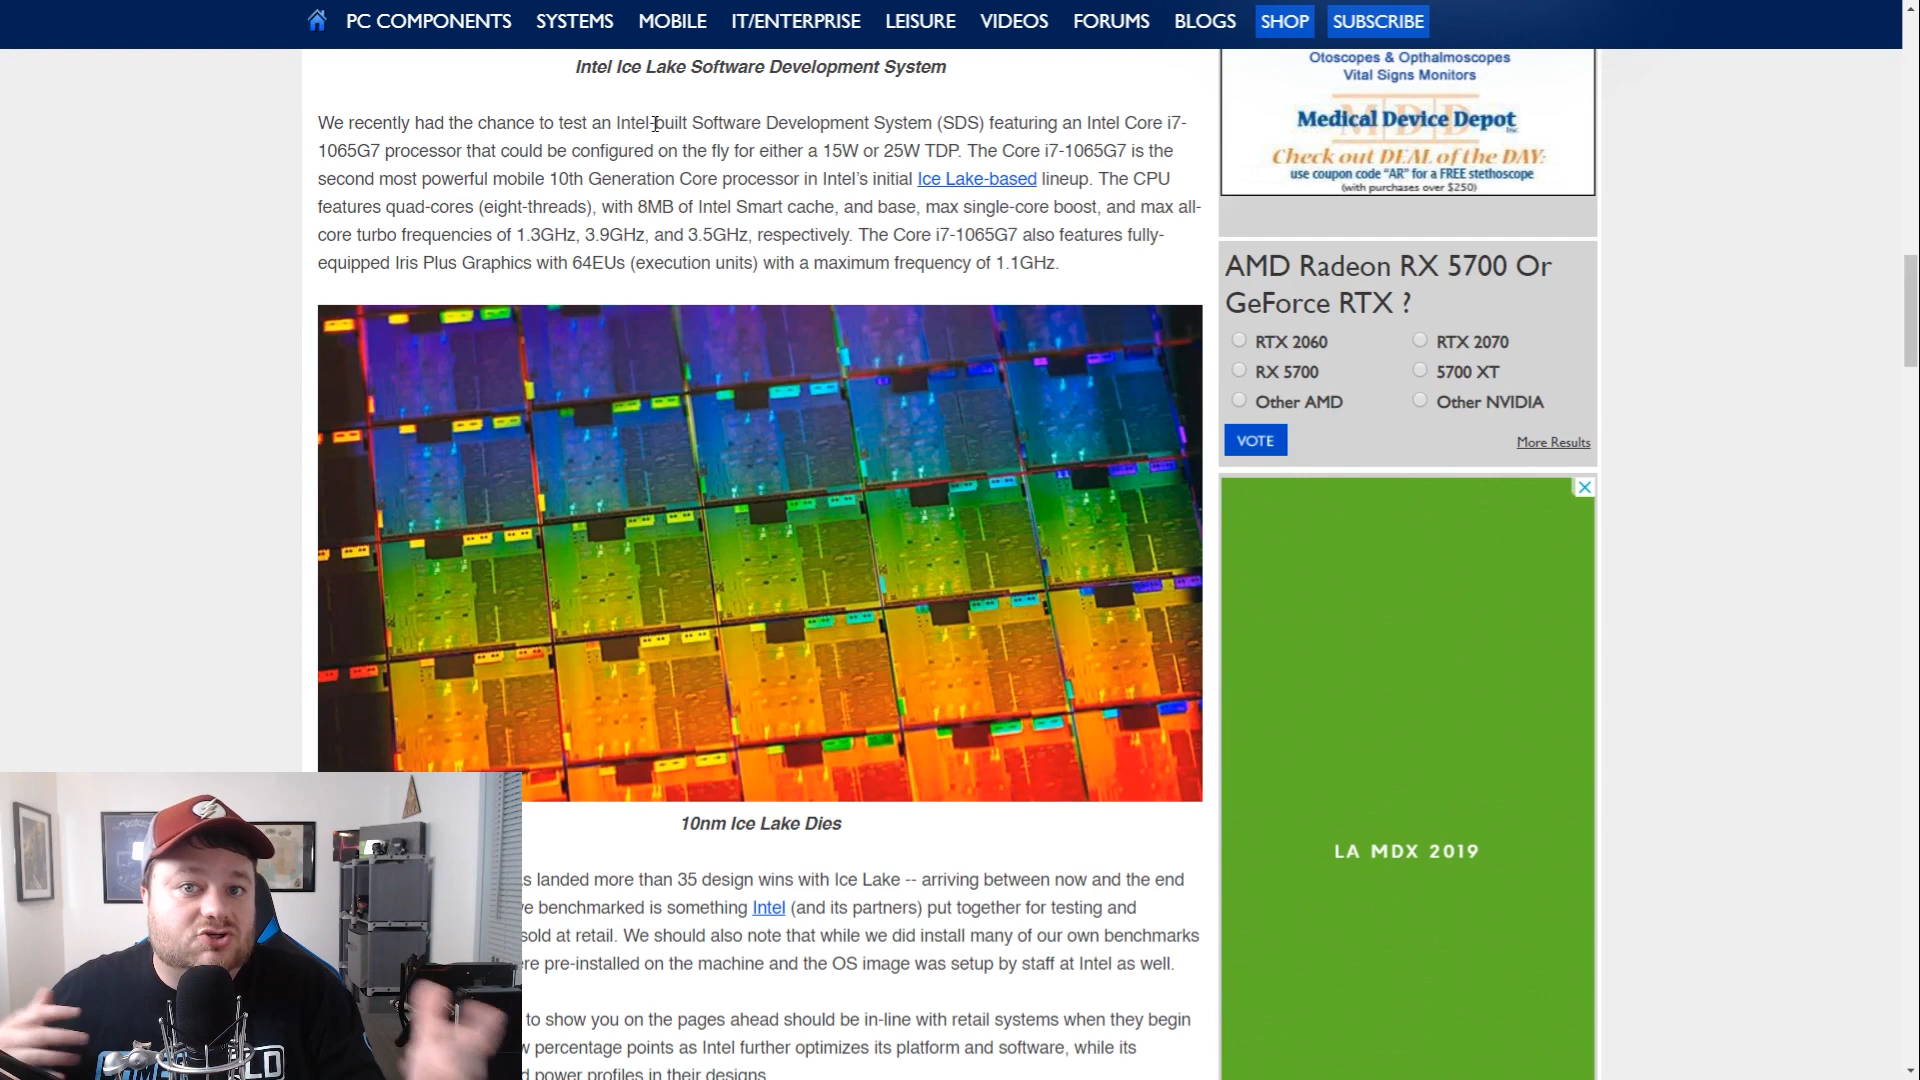 PC COMPONENTS SYSTEMS MOBILE IT/ENTERPRISE LEISURE VIDEOS FORUMS BLOGS SHOP SUBSCRIBE
Intel Ice Lake Software Development System
We recently had the chance to test an Intel-built Software Development System (SDS) featuring an Intel Core i7-
1065G7 processor that could be configured on the fly for either a 15W or 25W TDP. The Core i7-1065G7 is the
second most powerful mobile 10th Generation Core processor in Intel's initial Ice Lake-based lineup. The CPU
features quad-cores (eight-threads), with 8MB of Intel Smart cache, and base, max single-core boost, and max all-
core turbo frequencies of 1.3GHz, 3.9GHz, and 3.5GHz, respectively. The Core i7-1065G7 also features fully-
equipped Iris Plus Graphics with 64EUs (execution units) with a maximum frequency of 1.1GHz.
10nm Ice Lake Dies
s landed more than 35 design wins with Ice Lake -- arriving between now and the end
e benchmarked is something Intel (and its partners) put together for testing and
sold at retail. We should also note that while we did install many of our own benchmarks
re pre-installed on the machine and the OS image was setup by staff at Intel as well.
to show you on the pages ahead should be in-line with retail systems when they begin
w percentage points as Intel further optimizes its platform and software, while its
d power profiles in their designs
Otoscopes & Opthalmoscopes
Vital Signs Monitors
MDD
Medical Device Depot
Check out DEAL of the DAY:
use coupon code "AR" for a FREE stethoscope
(with purchases over $250)
AMD Radeon RX 5700 Or
GeForce RTX ?
RTX 2060 RTX 2070
RX 5700 5700 XT
Other AMD Other NVIDIA
VOTE More Results
LA MDX 2019